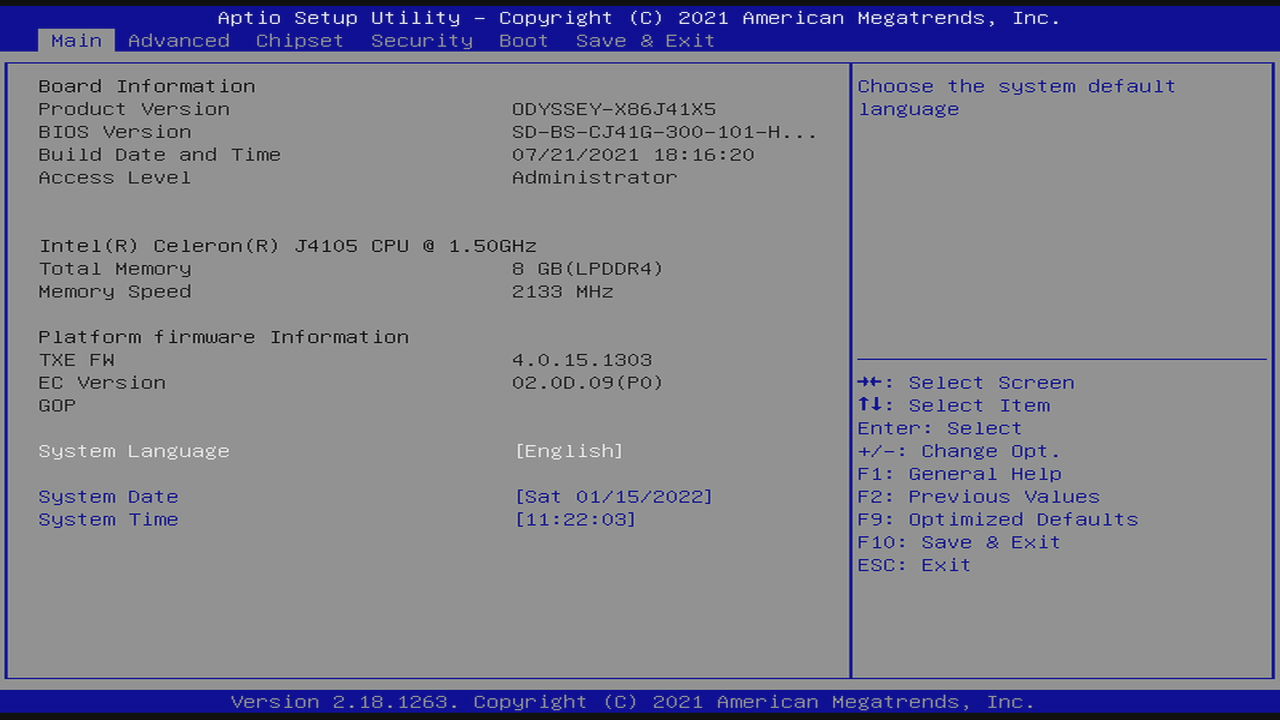 Aptio Setup Utility – Copyright (C) 2021 American Megatrends, Inc.
Main Advanced Chipset Security Boot Save & Exit
Board Information
Product Version ODYSSEY-X86J41X5
BIOS Version SD-BS-CJ41G-300-101-H...
Build Date and Time 07/21/2021 18:16:20
Access Level Administrator
Intel(R) Celeron(R) J4105 CPU @ 1.50GHz
Total Memory 8 GB(LPDDR4)
Memory Speed 2133 MHz
Platform firmware Information
TXE FW 4.0.15.1303
EC Version 02.0D.09(P0)
GOP
System Language [English]
System Date [Sat 01/15/2022]
System Time [11:22:03]
Choose the system default
language
→←: Select Screen
↑↓: Select Item
Enter: Select
+/-: Change Opt.
F1: General Help
F2: Previous Values
F9: Optimized Defaults
F10: Save & Exit
ESC: Exit
Version 2.18.1263. Copyright (C) 2021 American Megatrends, Inc.